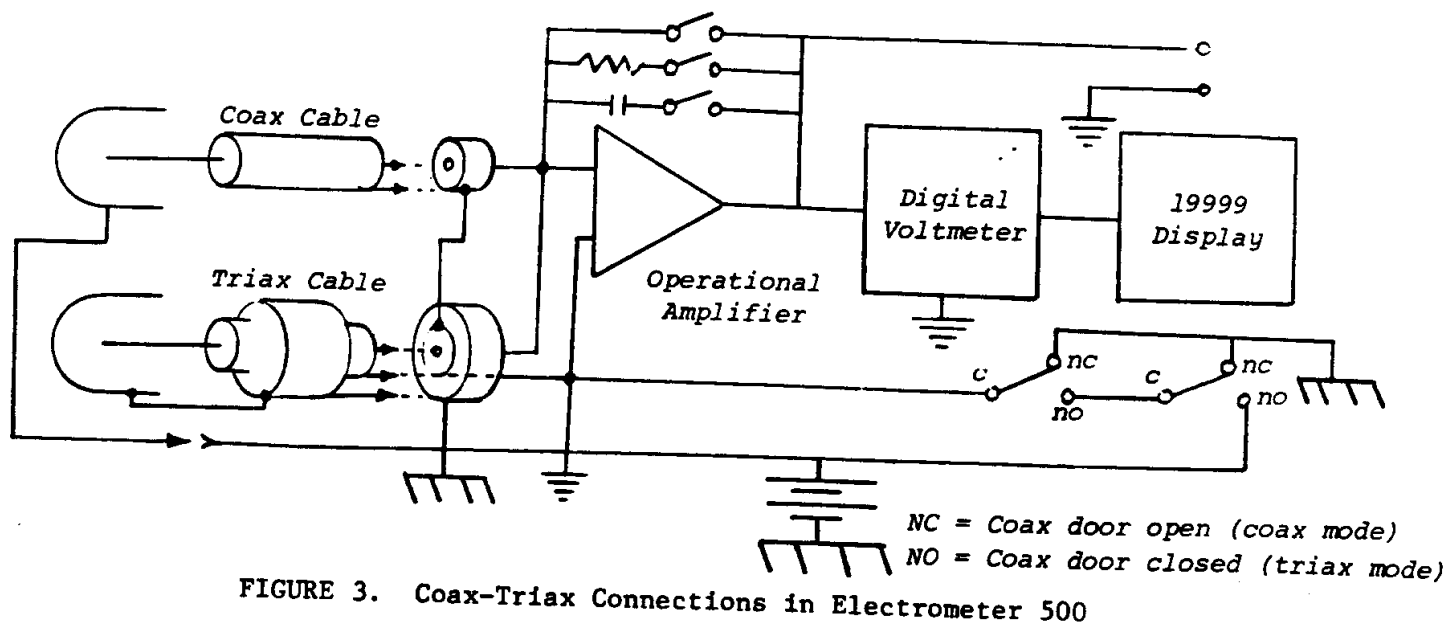 Coax Cable
Triax Cable
Operational
Amplifier
Digital
Voltmeter
19999
Display
c
c
nc
no
c
nc
no
NC = Coax door open (coax mode)
NO = Coax door closed (triax mode)
FIGURE 3. Coax-Triax Connections in Electrometer 500